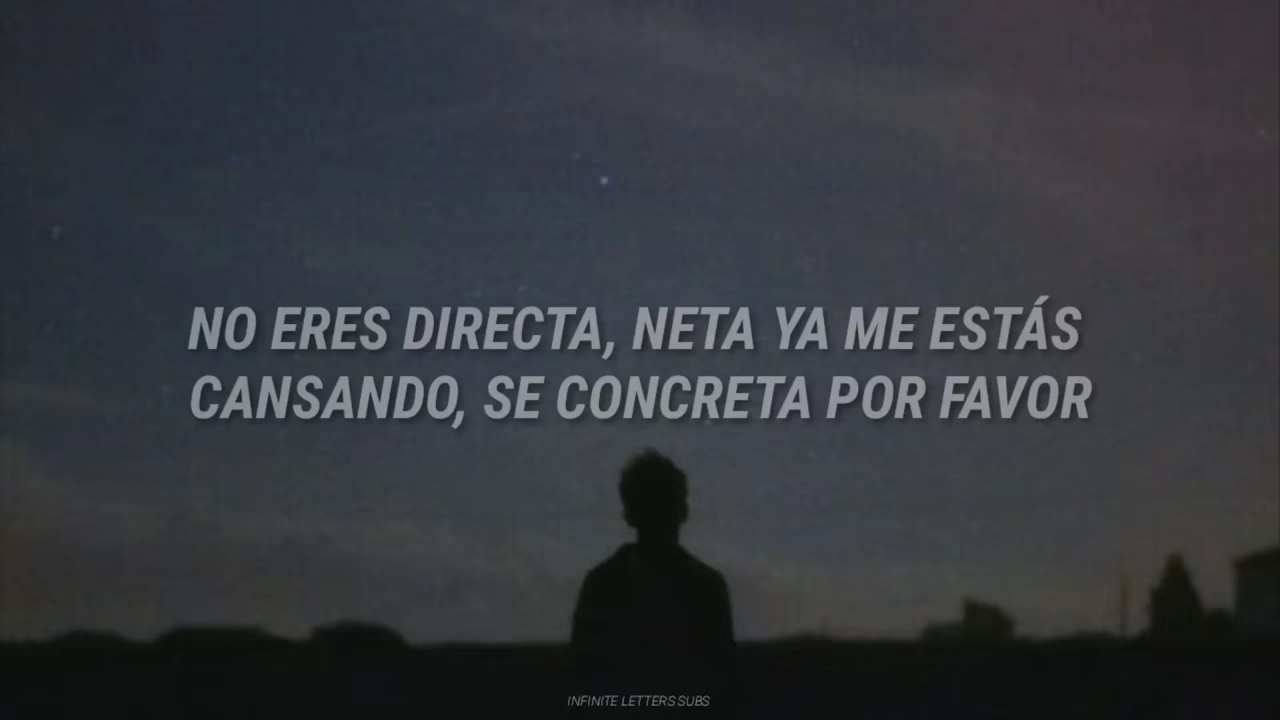 NO ERES DIRECTA, NETA YA ME ESTÁS
CANSANDO, SE CONCRETA POR FAVOR
INFINITE LETTERS SUBS